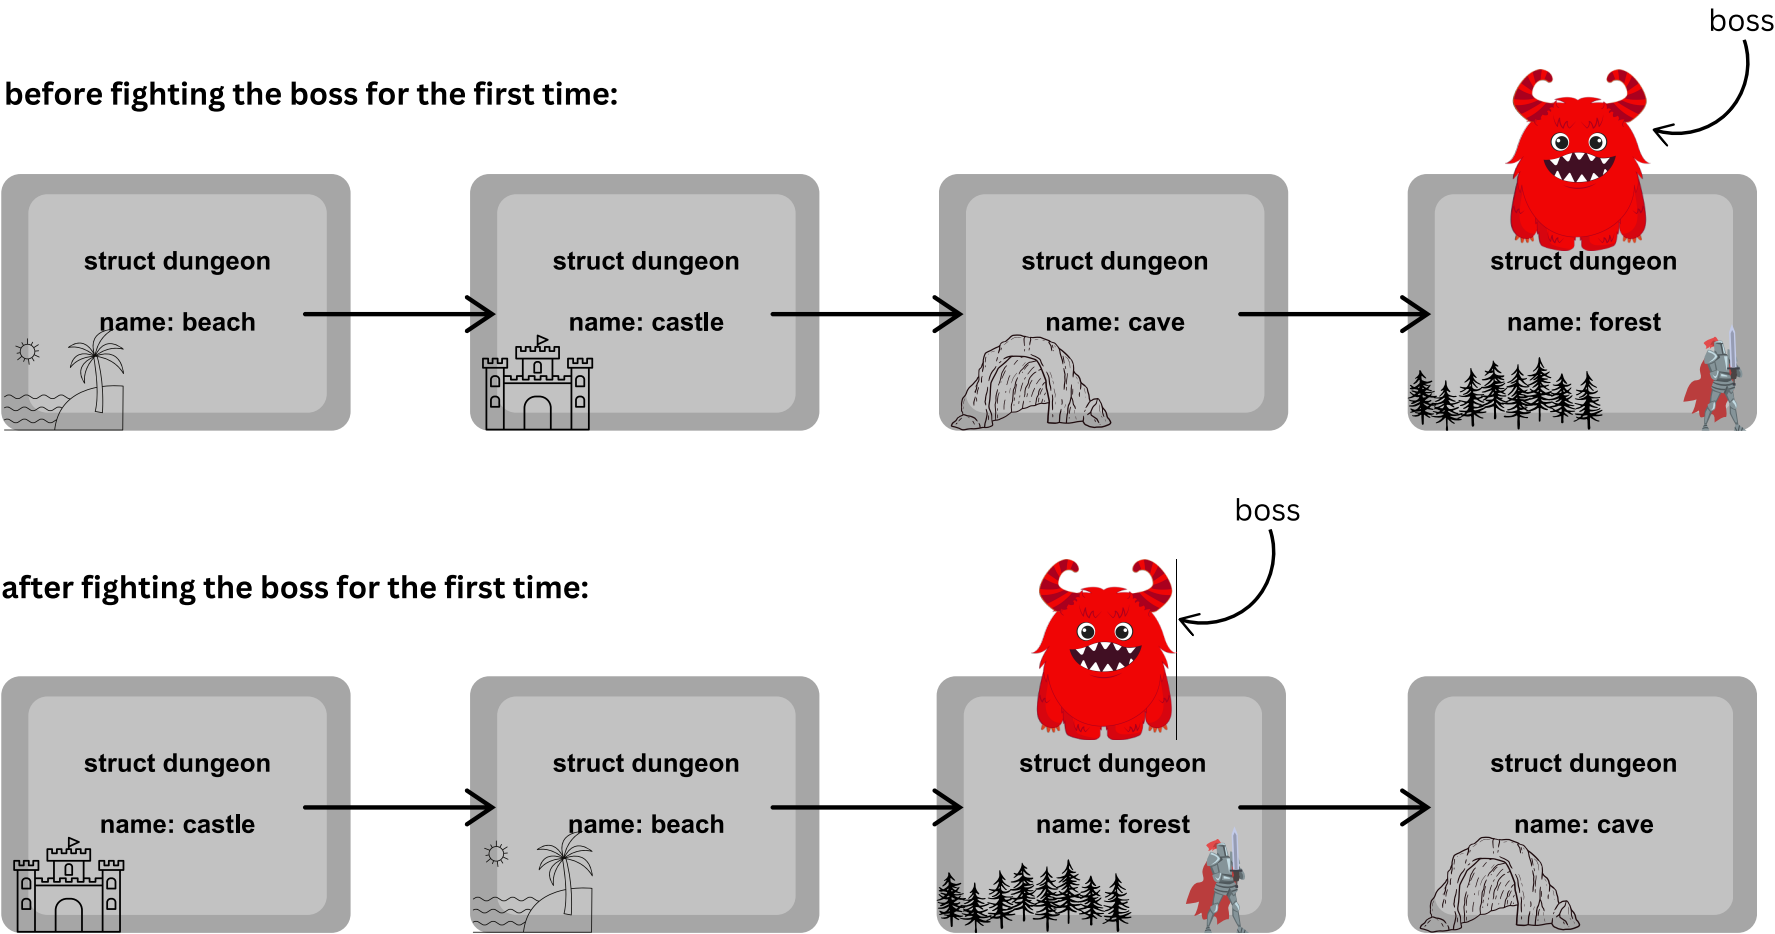 boss
before fighting the boss for the first time:
struct dungeon
name: beach
struct dungeon
name: castle
struct dungeon
name: cave
struct dungeon
name: forest
boss
after fighting the boss for the first time:
struct dungeon
name: castle
struct dungeon
name: beach
struct dungeon
name: forest
struct dungeon
name: cave